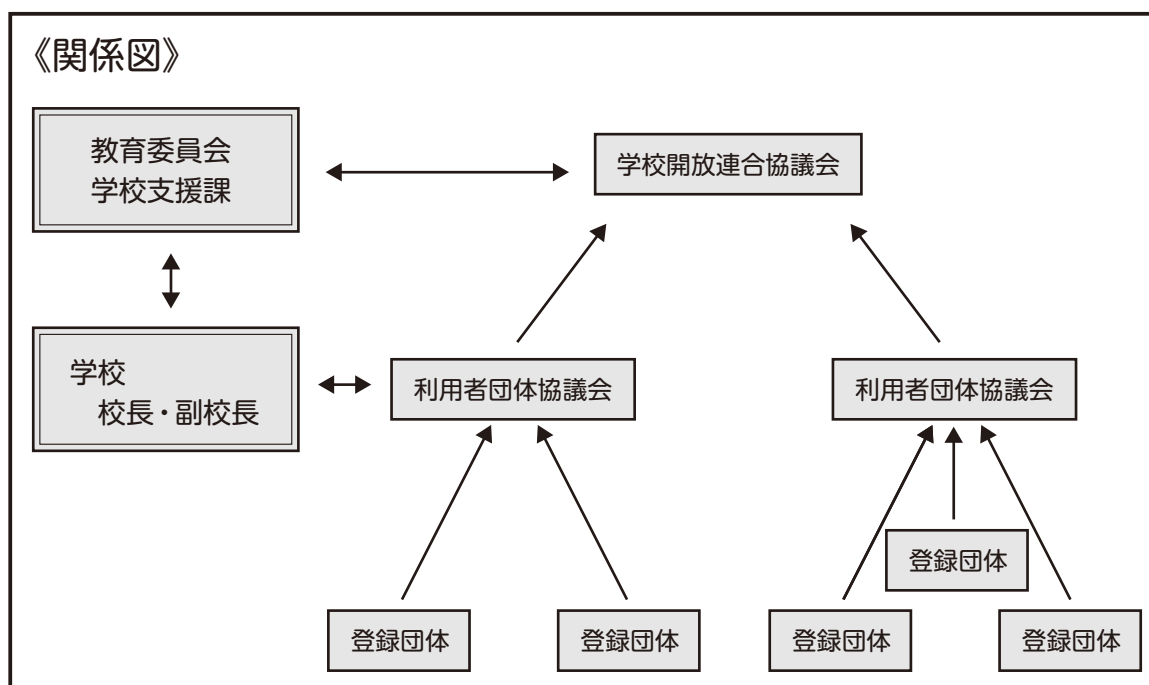 《関係図》
教育委員会
学校支援課
学校開放連合協議会
学校
校長・副校長
利用者団体協議会
利用者団体協議会
登録団体
登録団体
登録団体
登録団体
登録団体